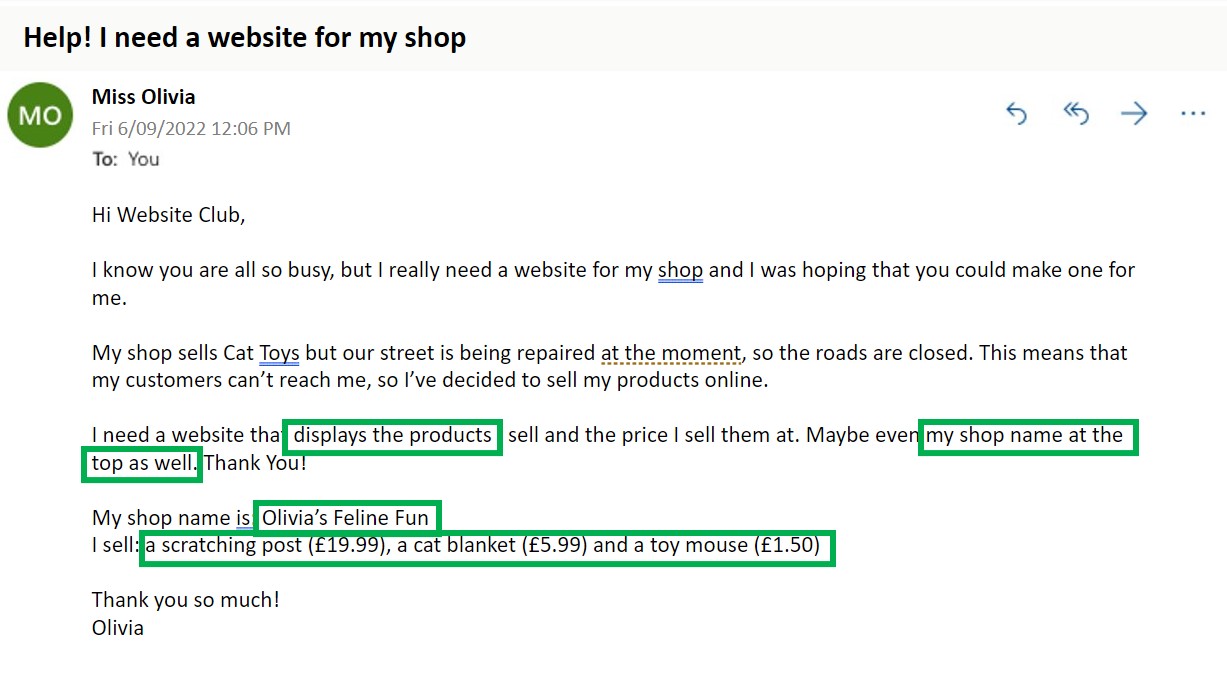 Help! I need a website for my shop
MO
Miss Olivia
Fri 6/09/2022 12:06 PM
To: You
Hi Website Club,
I know you are all so busy, but I really need a website for my shop and I was hoping that you could make one for
me.
My shop sells Cat Toys but our street is being repaired at the moment, so the roads are closed. This means that
my customers can’t reach me, so I’ve decided to sell my products online.
I need a website that displays the products sell and the price I sell them at. Maybe even my shop name at the
top as well. Thank You!
My shop name is: Olivia’s Feline Fun
I sell: a scratching post (£19.99), a cat blanket (£5.99) and a toy mouse (£1.50)
Thank you so much!
Olivia